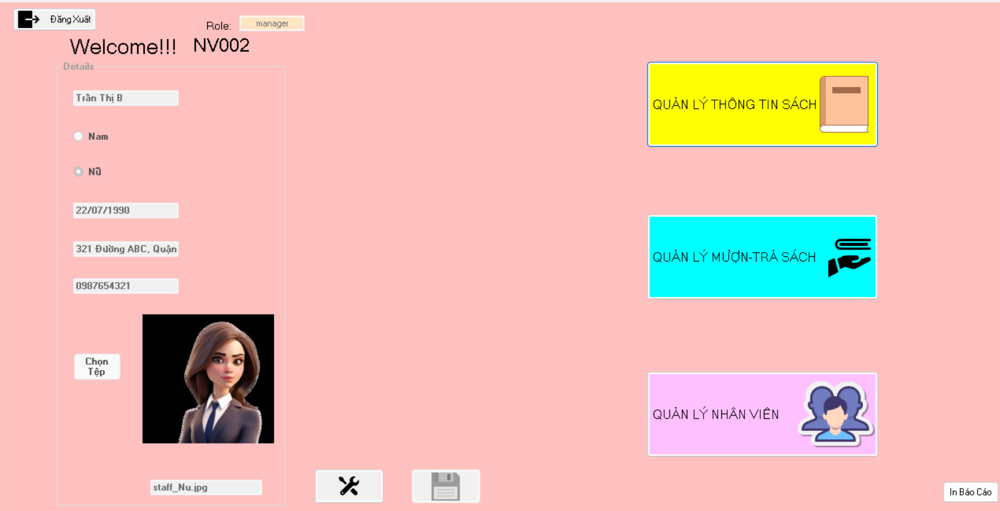 Đăng Xuất
Role: manager
Welcome!!! NV002
Details
Trần Thị B
Nam
Nữ
22/07/1990
321 Đường ABC, Quận
0987654321
Chọn
Tệp
staff_Nu.jpg
QUẢN LÝ THÔNG TIN SÁCH
QUẢN LÝ MƯỢN-TRẢ SÁCH
QUẢN LÝ NHÂN VIÊN
In Báo Cáo